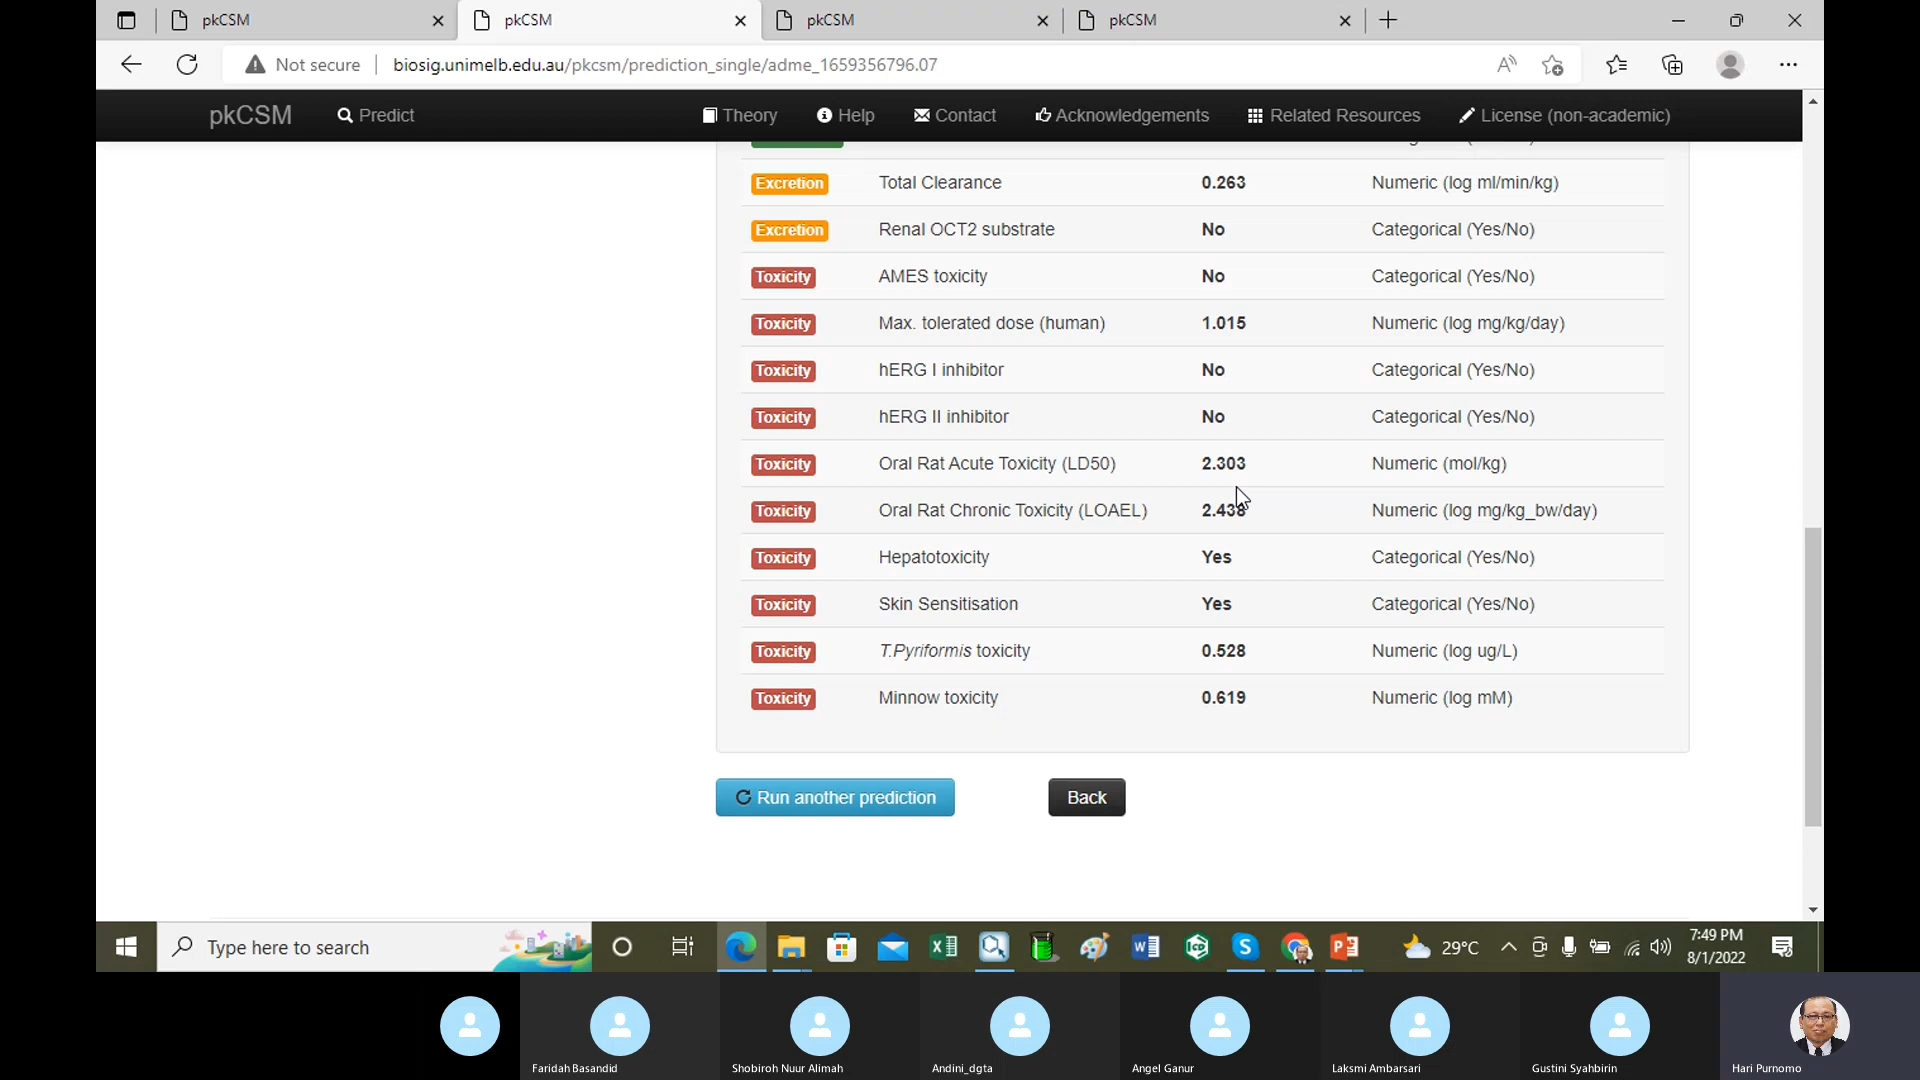 pkCSM
pkCSM
pkCSM
pkCSM
Not secure
biosig.unimelb.edu.au/pkcsm/prediction_single/adme_1659356796.07
pkCSM Predict Theory Help Contact Acknowledgements Related Resources License (non-academic)
Excretion Total Clearance 0.263 Numeric (log ml/min/kg)
Excretion Renal OCT2 substrate No Categorical (Yes/No)
Toxicity AMES toxicity No Categorical (Yes/No)
Toxicity Max. tolerated dose (human) 1.015 Numeric (log mg/kg/day)
Toxicity hERG I inhibitor No Categorical (Yes/No)
Toxicity hERG II inhibitor No Categorical (Yes/No)
Toxicity Oral Rat Acute Toxicity (LD50) 2.303 Numeric (mol/kg)
Toxicity Oral Rat Chronic Toxicity (LOAEL) 2.438 Numeric (log mg/kg_bw/day)
Toxicity Hepatotoxicity Yes Categorical (Yes/No)
Toxicity Skin Sensitisation Yes Categorical (Yes/No)
Toxicity T.Pyriformis toxicity 0.528 Numeric (log ug/L)
Toxicity Minnow toxicity 0.619 Numeric (log mM)
Run another prediction
Back
Type here to search
29°C
7:49 PM
8/1/2022
Faridah Basandid
Shobiroh Nuur Alimah
Andini_dgta
Angel Ganur
Laksmi Ambarsari
Gustini Syahbirin
Hari Purnomo